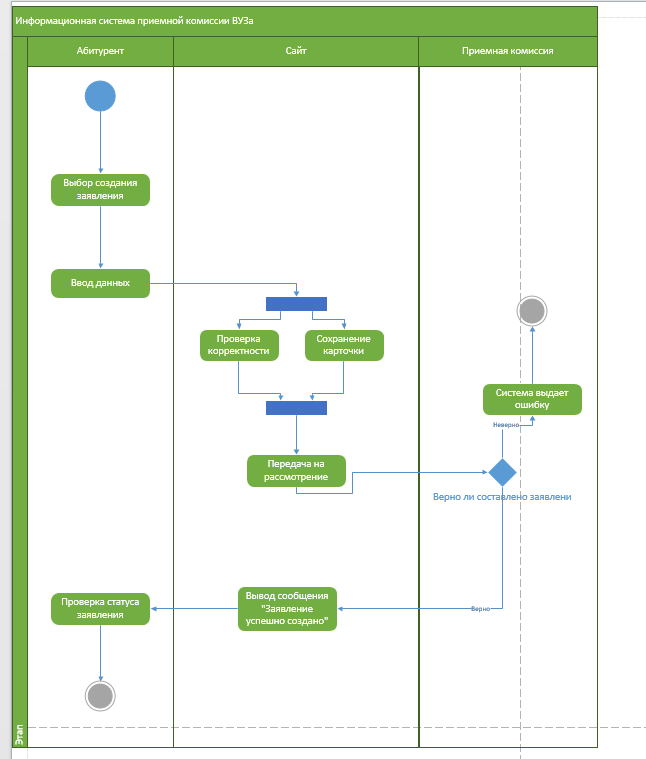 Информационная система приемной комиссии ВУЗа
Абитурент
Сайт
Приемная комиссия
Выбор создания
заявления
Ввод данных
Проверка
корректности
Сохранение
карточки
Система выдает
ошибку
Неверно
Передача на
рассмотрение
Верно ли составлено заявлени
Вывод сообщения
"Заявление
успешно создано"
Верно
Проверка статуса
заявления
Этап